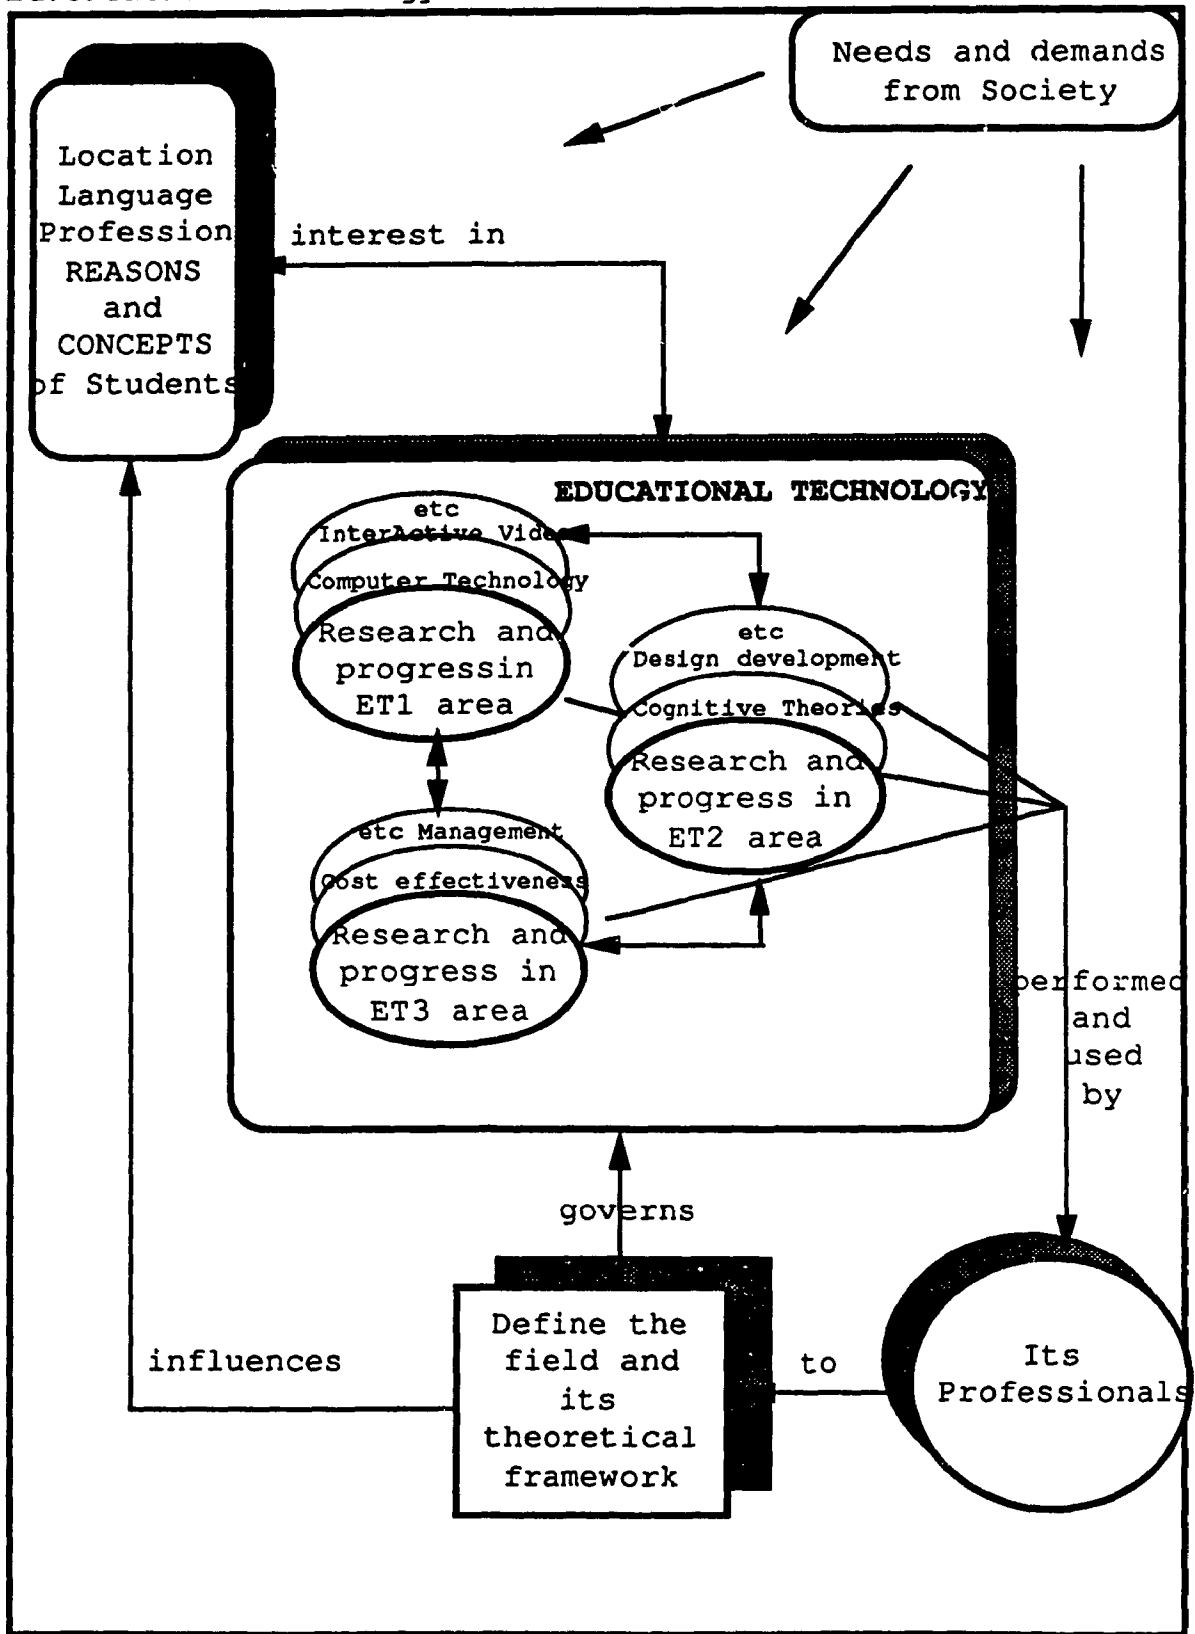 Needs and demands
from Society
Location
Language
Profession
REASONS
and
CONCEPTS
of Students
interest in
EDUCATIONAL TECHNOLOGY
etc
InterActive Video
Computer Technology
Research and
progressin
ET1 area
etc
Design development
Cognitive Theories
Research and
progress in
ET2 area
etc Management
Cost effectiveness
Research and
progress in
ET3 area
performed
and
used
by
governs
influences
Define the
field and
its
theoretical
framework
to
Its
Professionals